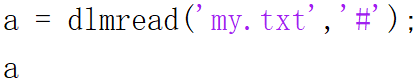 a = dlmread('my.txt','#');
a